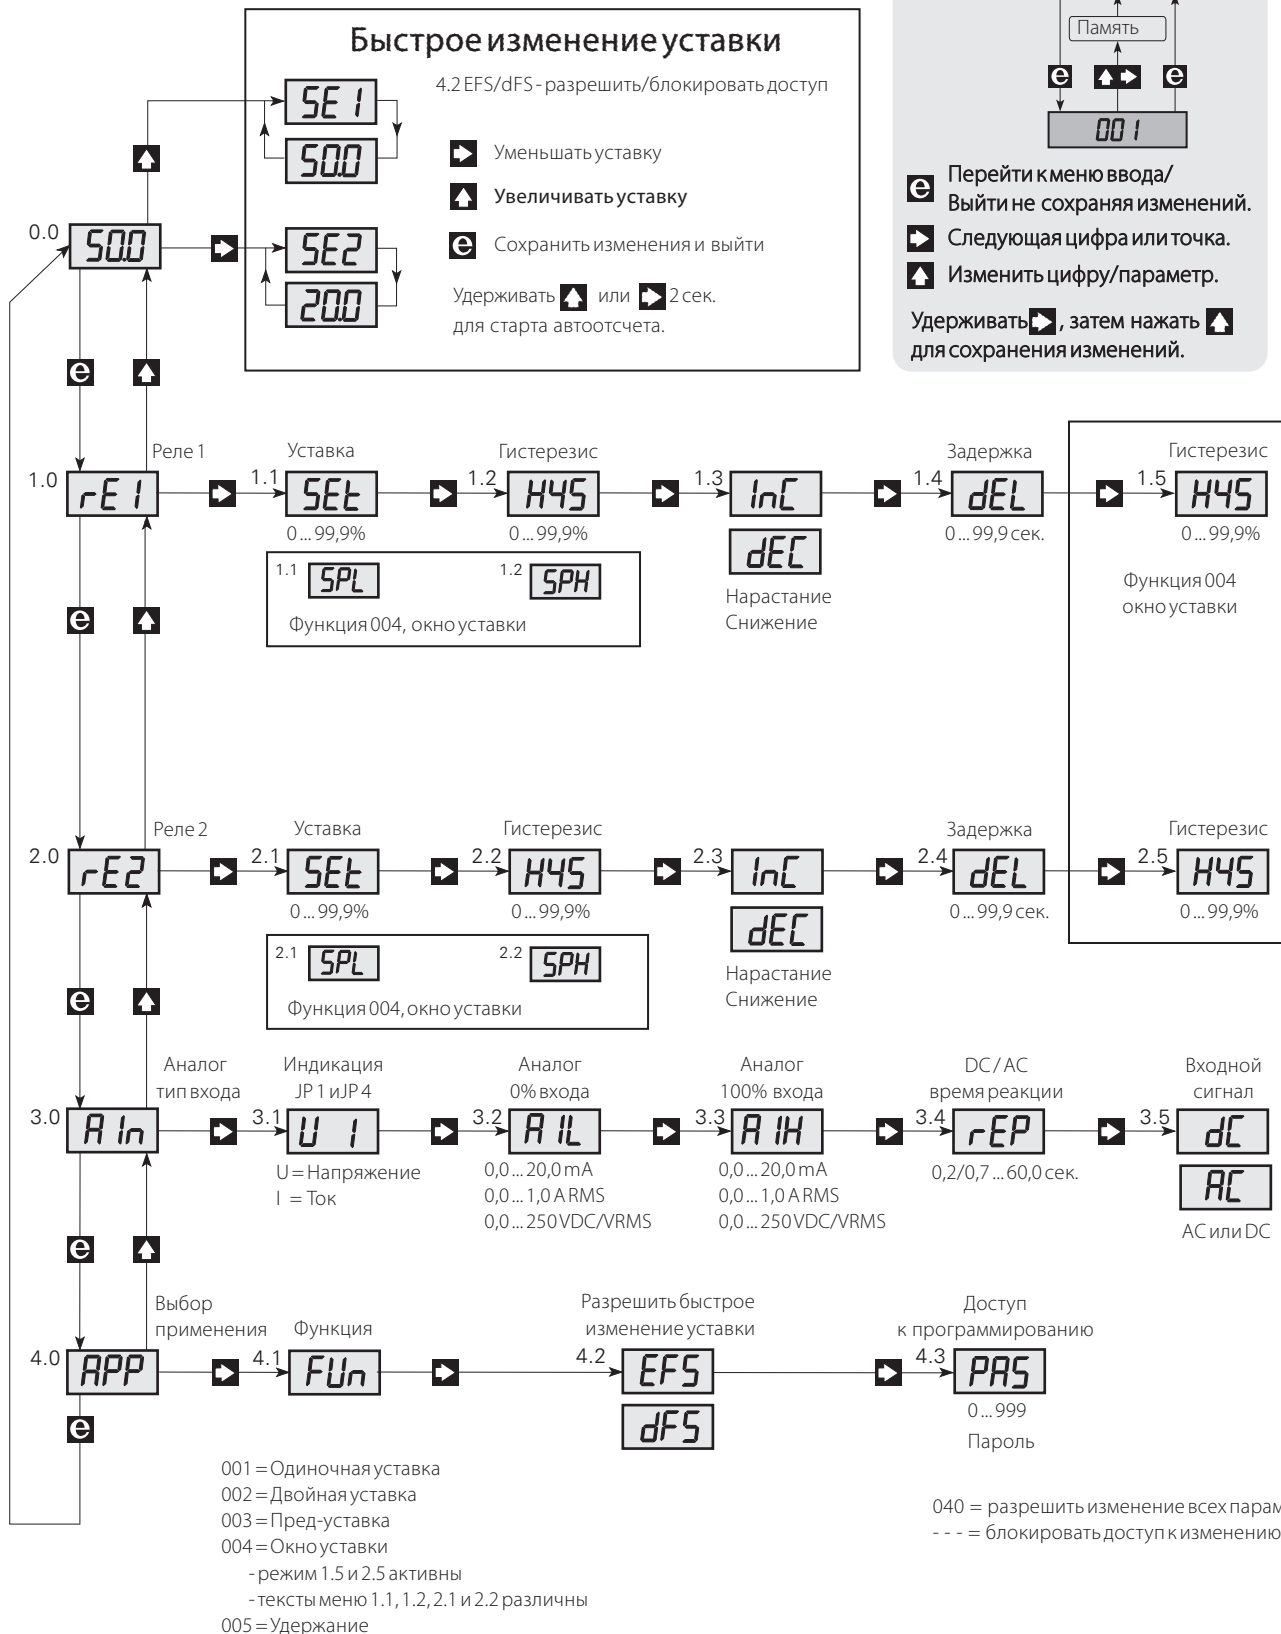 Быстрое изменение уставки
4.2 EFS/dFS - разрешить/блокировать доступ
SE1
50.0
Уменьшать уставку
Увеличивать уставку
e Сохранить изменения и выйти
SE2
20.0
Удерживать или 2 сек.
для старта автоотсчета.
Память
e e
001
e Перейти к меню ввода/
Выйти не сохраняя изменений.
Следующая цифра или точка.
Изменить цифру/параметр.
Удерживать , затем нажать
для сохранения изменений.
0.0 50.0
e
Реле 1 Уставка Гистерезис Задержка Гистерезис
1.0 rE1 1.1 SEt 1.2 HYS 1.3 InC 1.4 dEL 1.5 HYS
0 ... 99,9% 0 ... 99,9% dEC 0 ... 99,9 сек. 0 ... 99,9%
1.1 SPL 1.2 SPH
Функция 004, окно уставки
Нарастание
Снижение
Функция 004
окно уставки
e
Реле 2 Уставка Гистерезис Задержка Гистерезис
2.0 rE2 2.1 SEt 2.2 HYS 2.3 InC 2.4 dEL 2.5 HYS
0 ... 99,9% 0 ... 99,9% dEC 0 ... 99,9 сек. 0 ... 99,9%
2.1 SPL 2.2 SPH
Функция 004, окно уставки
Нарастание
Снижение
e
Аналог Индикация Аналог Аналог DC / AC Входной
тип входа JP 1 и JP 4 0% входа 100% входа время реакции сигнал
3.0 AIn 3.1 U 1 3.2 AIL 3.3 AIH 3.4 rEP 3.5 dC
U = Напряжение 0,0 ... 20,0 mA 0,0 ... 20,0 mA 0,2/0,7 ... 60,0 сек. AC
I = Ток 0,0 ... 1,0 A RMS 0,0 ... 1,0 A RMS
0,0 ... 250 VDC/VRMS 0,0 ... 250 VDC/VRMS AC или DC
e
Выбор
применения Функция
Разрешить быстрое
изменение уставки
Доступ
к программированию
4.0 APP 4.1 FUn 4.2 EFS 4.3 PAS
e dFS 0 ... 999
Пароль
001 = Одиночная уставка
002 = Двойная уставка
003 = Пред-уставка
004 = Окно уставки
- режим 1.5 и 2.5 активны
- тексты меню 1.1, 1.2, 2.1 и 2.2 различны
005 = Удержание
040 = разрешить изменение всех парам
- - - = блокировать доступ к изменению